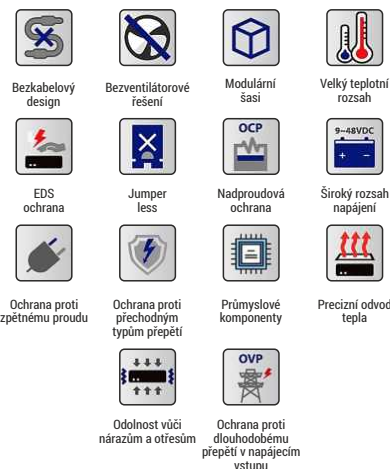 Bezkabelový
design
Bezventilátorové
řešení
Modulární
šasi
Velký teplotní
rozsah
EDS
ochrana
Jumper
less
OCP
Nadproudová
ochrana
9~48VDC
Široký rozsah
napájení
Ochrana proti
zpětnému proudu
Ochrana proti
přechodným
typům přepětí
Průmyslové
komponenty
Precizní odvod
tepla
Odolnost vůči
nárazům a otřesům
OVP
Ochrana proti
dlouhodobému
přepětí v napájecím
vstupu